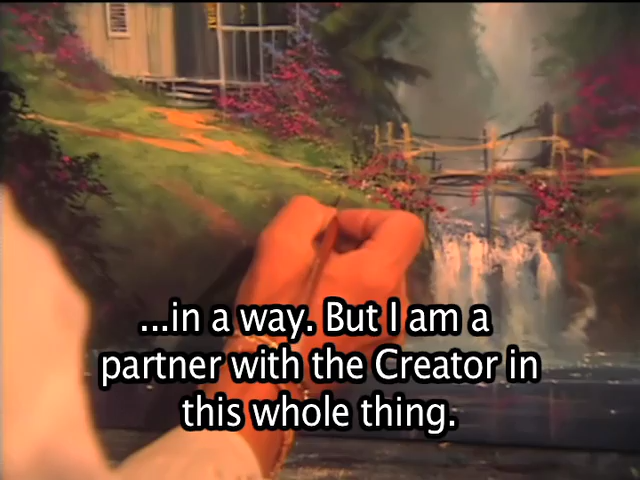 ...in a way. But I am a
partner with the Creator in
this whole thing.